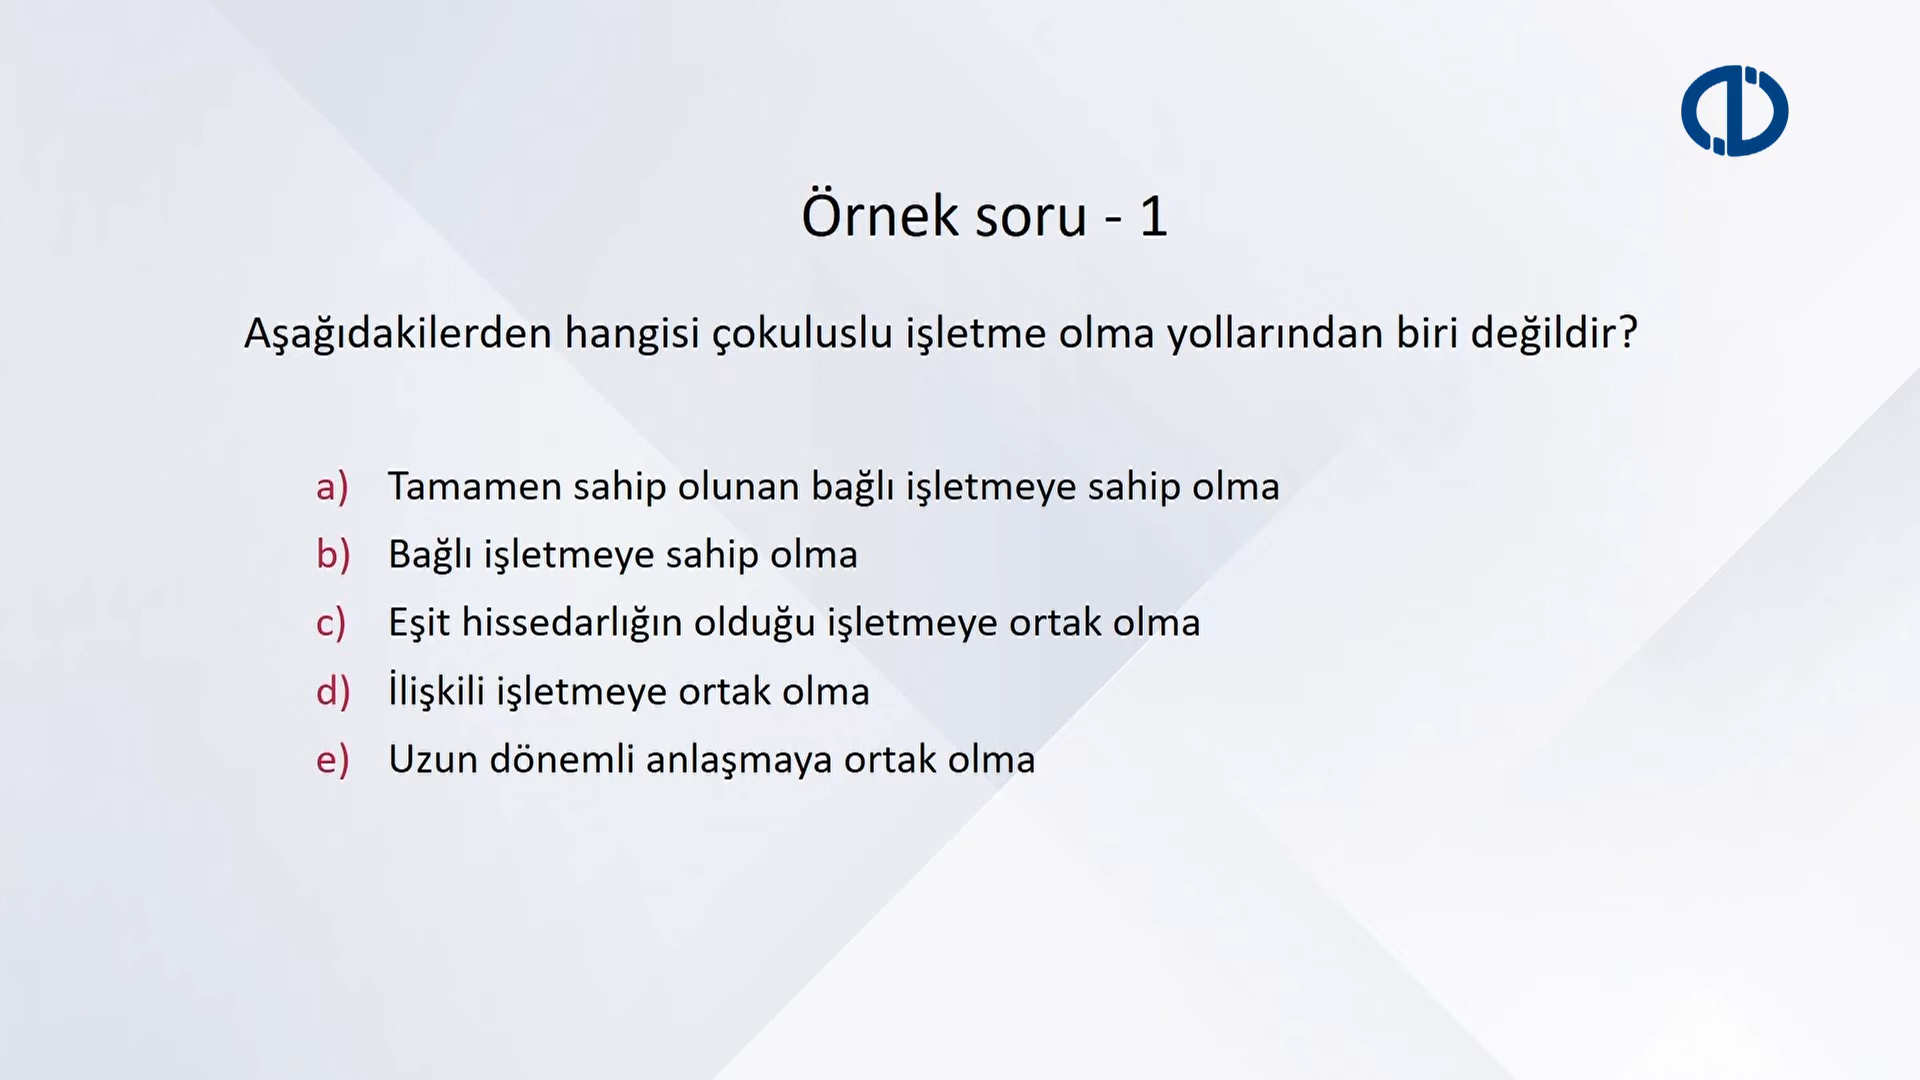 Örnek soru - 1
Aşağıdakilerden hangisi çokuluslu işletme olma yollarından biri değildir?
a) Tamamen sahip olunan bağlı işletmeye sahip olma
b) Bağlı işletmeye sahip olma
c) Eşit hissedarlığın olduğu işletmeye ortak olma
d) İlişkili işletmeye ortak olma
e) Uzun dönemli anlaşmaya ortak olma